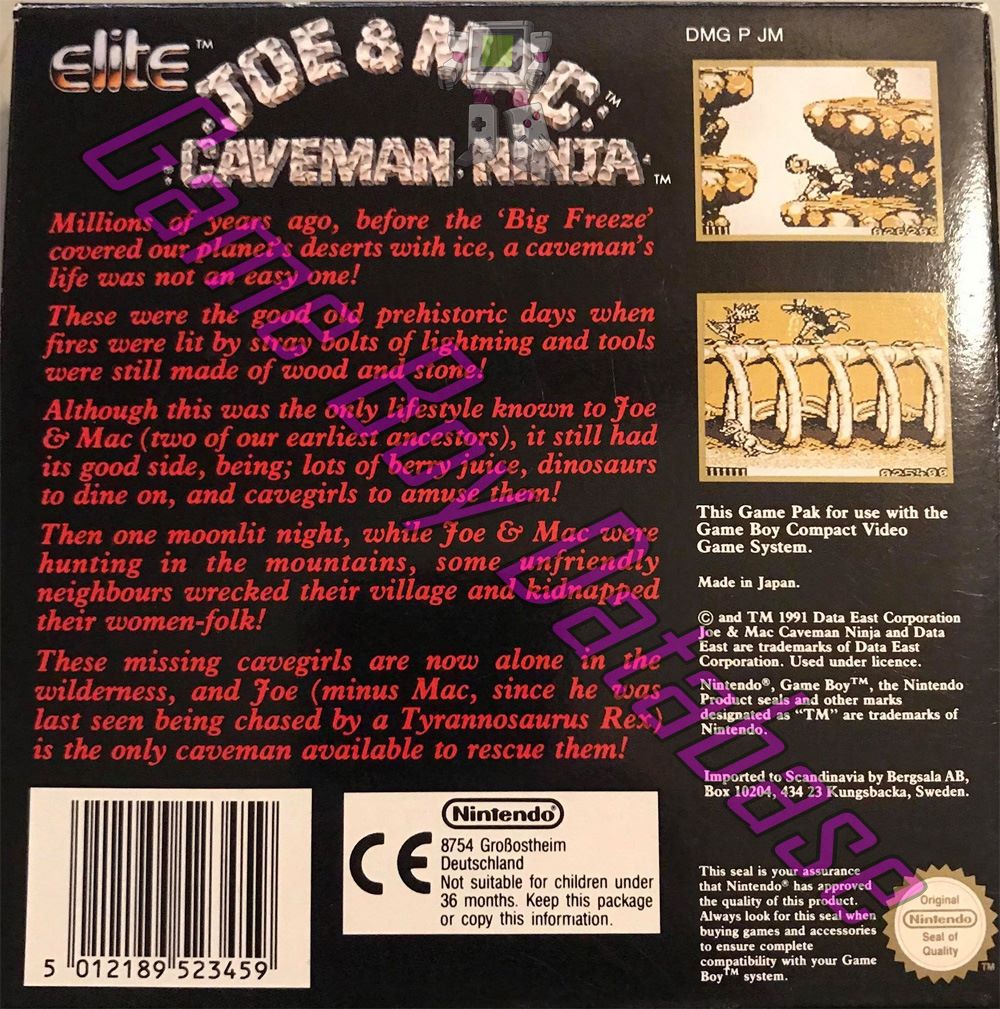 elite™
JOE & MAC™
CAVEMAN NINJA™
Millions of years ago, before the ‘Big Freeze’
covered our planet's deserts with ice, a caveman's
life was not an easy one!
These were the good old prehistoric days when
fires were lit by stray bolts of lightning and tools
were still made of wood and stone!
Although this was the only lifestyle known to Joe
& Mac (two of our earliest ancestors), it still had
its good side, being; lots of berry juice, dinosaurs
to dine on, and cavegirls to amuse them!
Then one moonlit night, while Joe & Mac were
hunting in the mountains, some unfriendly
neighbours wrecked their village and kidnapped
their women-folk!
These missing cavegirls are now alone in the
wilderness, and Joe (minus Mac, since he was
last seen being chased by a Tyrannosaurus Rex)
is the only caveman available to rescue them!
5 012189 523459
Nintendo®
CE
8754 Großostheim
Deutschland
Not suitable for children under
36 months. Keep this package
or copy this information.
DMG P JM
025400
This Game Pak for use with the
Game Boy Compact Video
Game System.
Made in Japan.
© and TM 1991 Data East Corporation
Joe & Mac Caveman Ninja and Data
East are trademarks of Data East
Corporation. Used under licence.
Nintendo®, Game Boy™, the Nintendo
Product seals and other marks
designated as “TM” are trademarks of
Nintendo.
Imported to Scandinavia by Bergsala AB,
Box 10204, 434 23 Kungsbacka, Sweden.
This seal is your assurance
that Nintendo® has approved
the quality of this product.
Always look for this seal when
buying games and accessories
to ensure complete
compatibility with your Game
Boy™ system.
Original
Nintendo
Seal of
Quality
TM
Game Boy Database